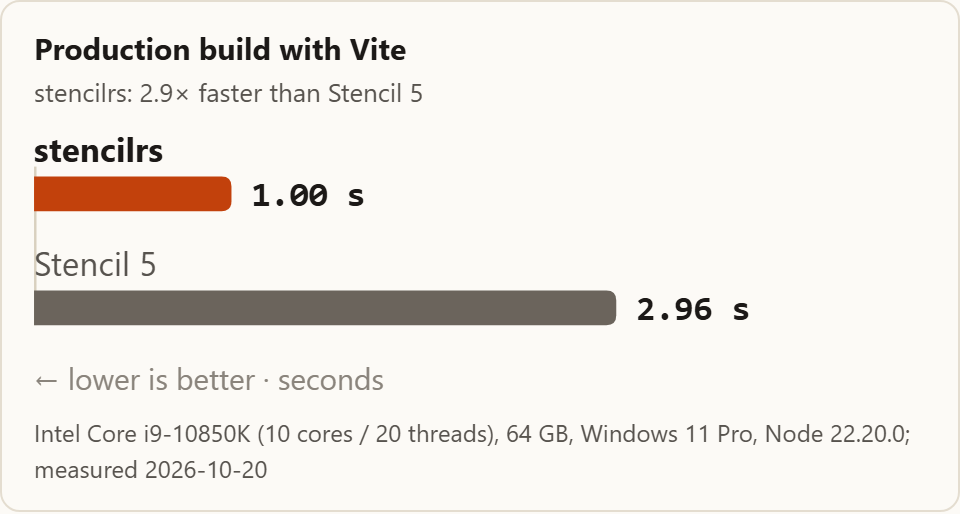 Production build with Vite
stencilrs: 2.9× faster than Stencil 5
stencilrs
1.00 s
Stencil 5
2.96 s
← lower is better · seconds
Intel Core i9-10850K (10 cores / 20 threads), 64 GB, Windows 11 Pro, Node 22.20.0;
measured 2026-10-20